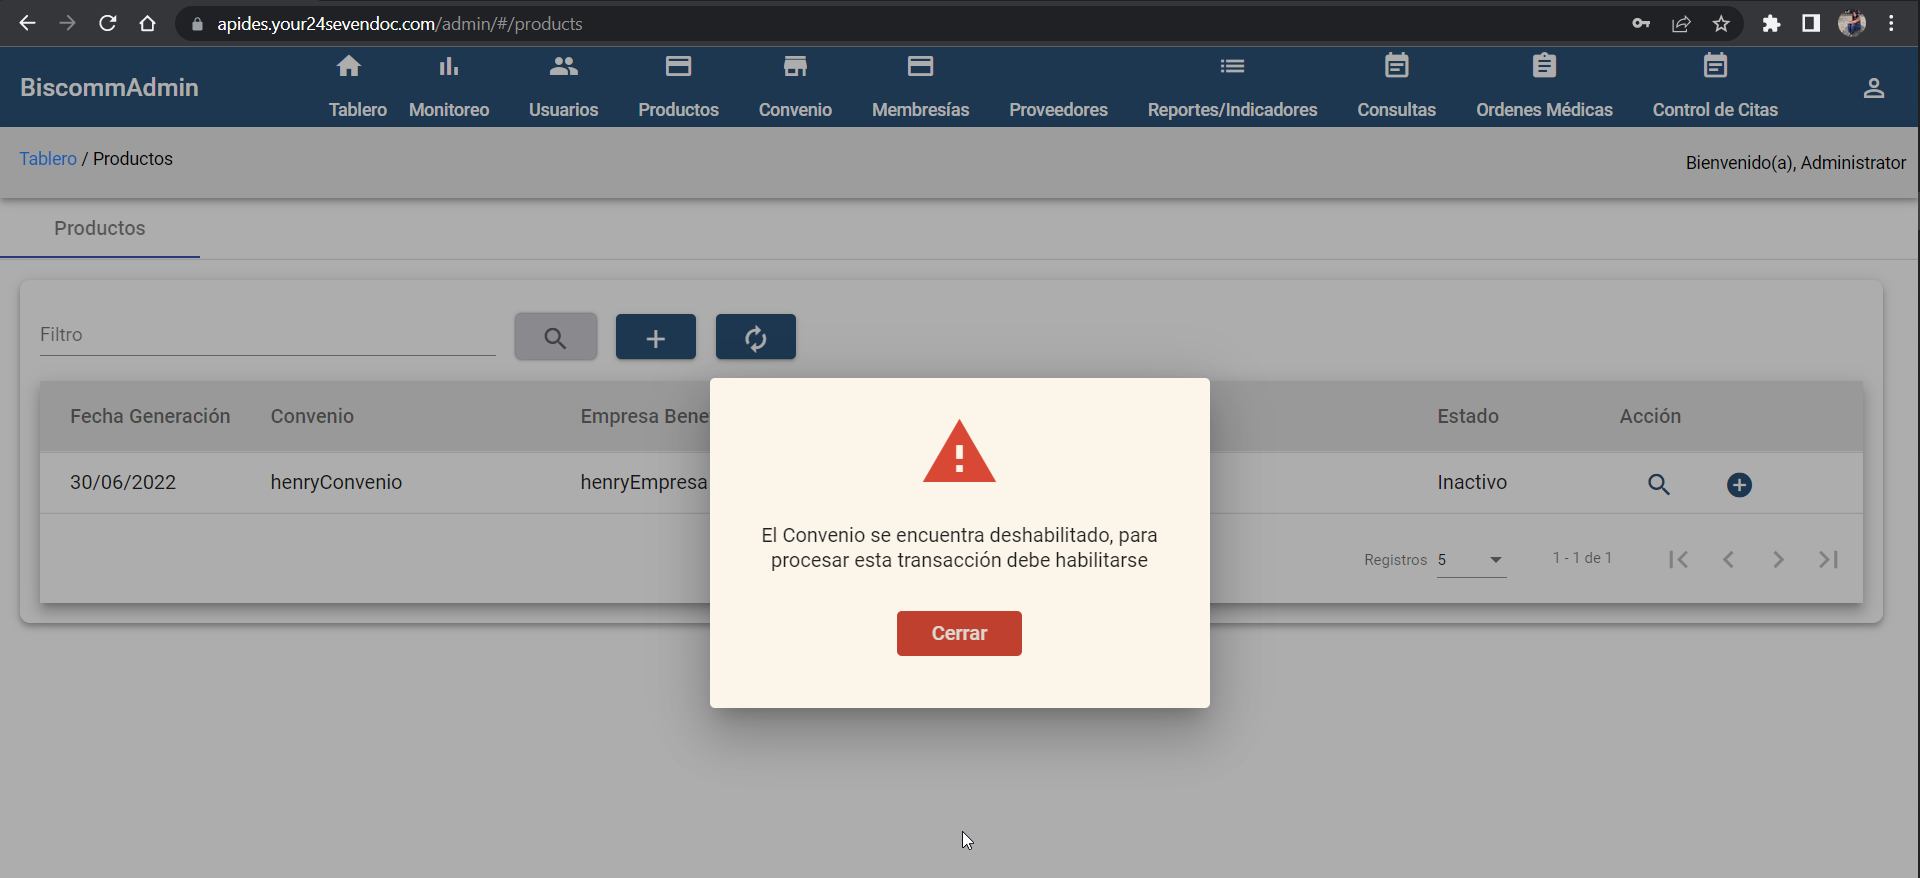 apides.your24sevendoc.com/admin/#/products
BiscommAdmin
Tablero Monitoreo Usuarios Productos Convenio Membresías Proveedores Reportes/Indicadores Consultas Ordenes Médicas Control de Citas
Tablero / Productos
Bienvenido(a), Administrator
Productos
Filtro
Fecha Generación Convenio Empresa Bene Estado Acción
30/06/2022 henryConvenio henryEmpresa Inactivo
El Convenio se encuentra deshabilitado, para
procesar esta transacción debe habilitarse
Cerrar
Registros 5 1 - 1 de 1